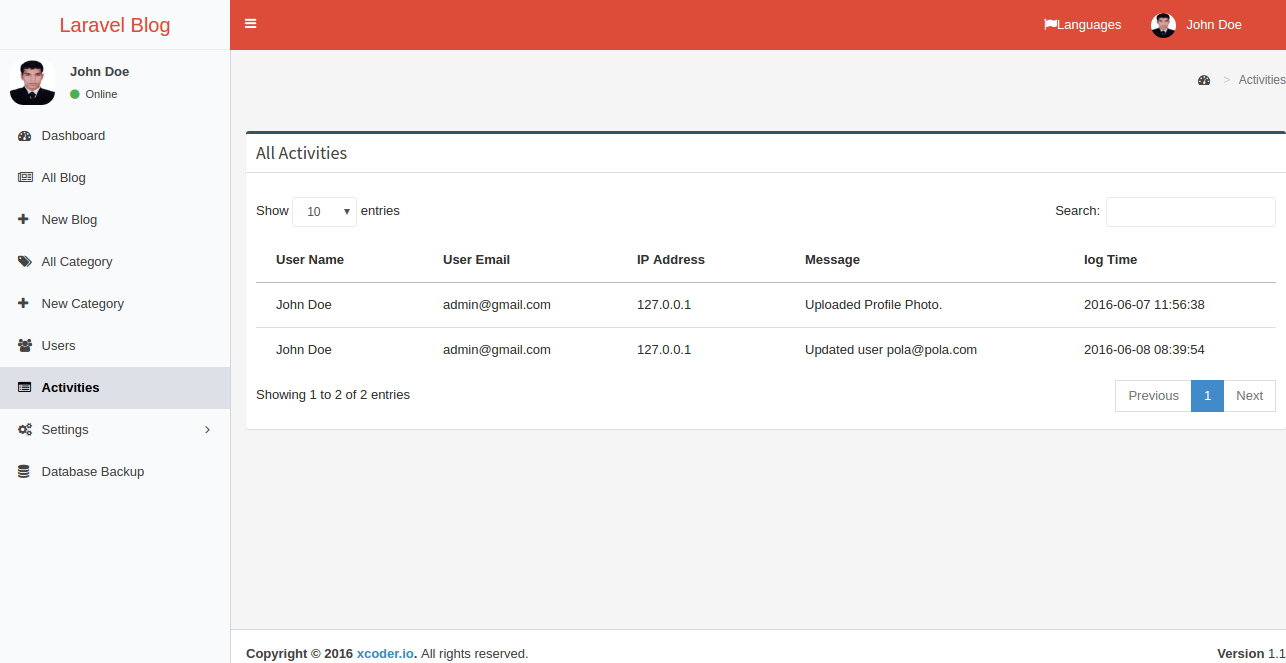 Laravel Blog
Languages
John Doe
John Doe
Online
> Activities
Dashboard
All Blog
New Blog
All Category
New Category
Users
Activities
Settings
Database Backup
All Activities
Show 10 entries
Search:
User Name User Email IP Address Message log Time
John Doe admin@gmail.com 127.0.0.1 Uploaded Profile Photo. 2016-06-07 11:56:38
John Doe admin@gmail.com 127.0.0.1 Updated user pola@pola.com 2016-06-08 08:39:54
Showing 1 to 2 of 2 entries
Previous 1 Next
Copyright © 2016 xcoder.io. All rights reserved.
Version 1.1